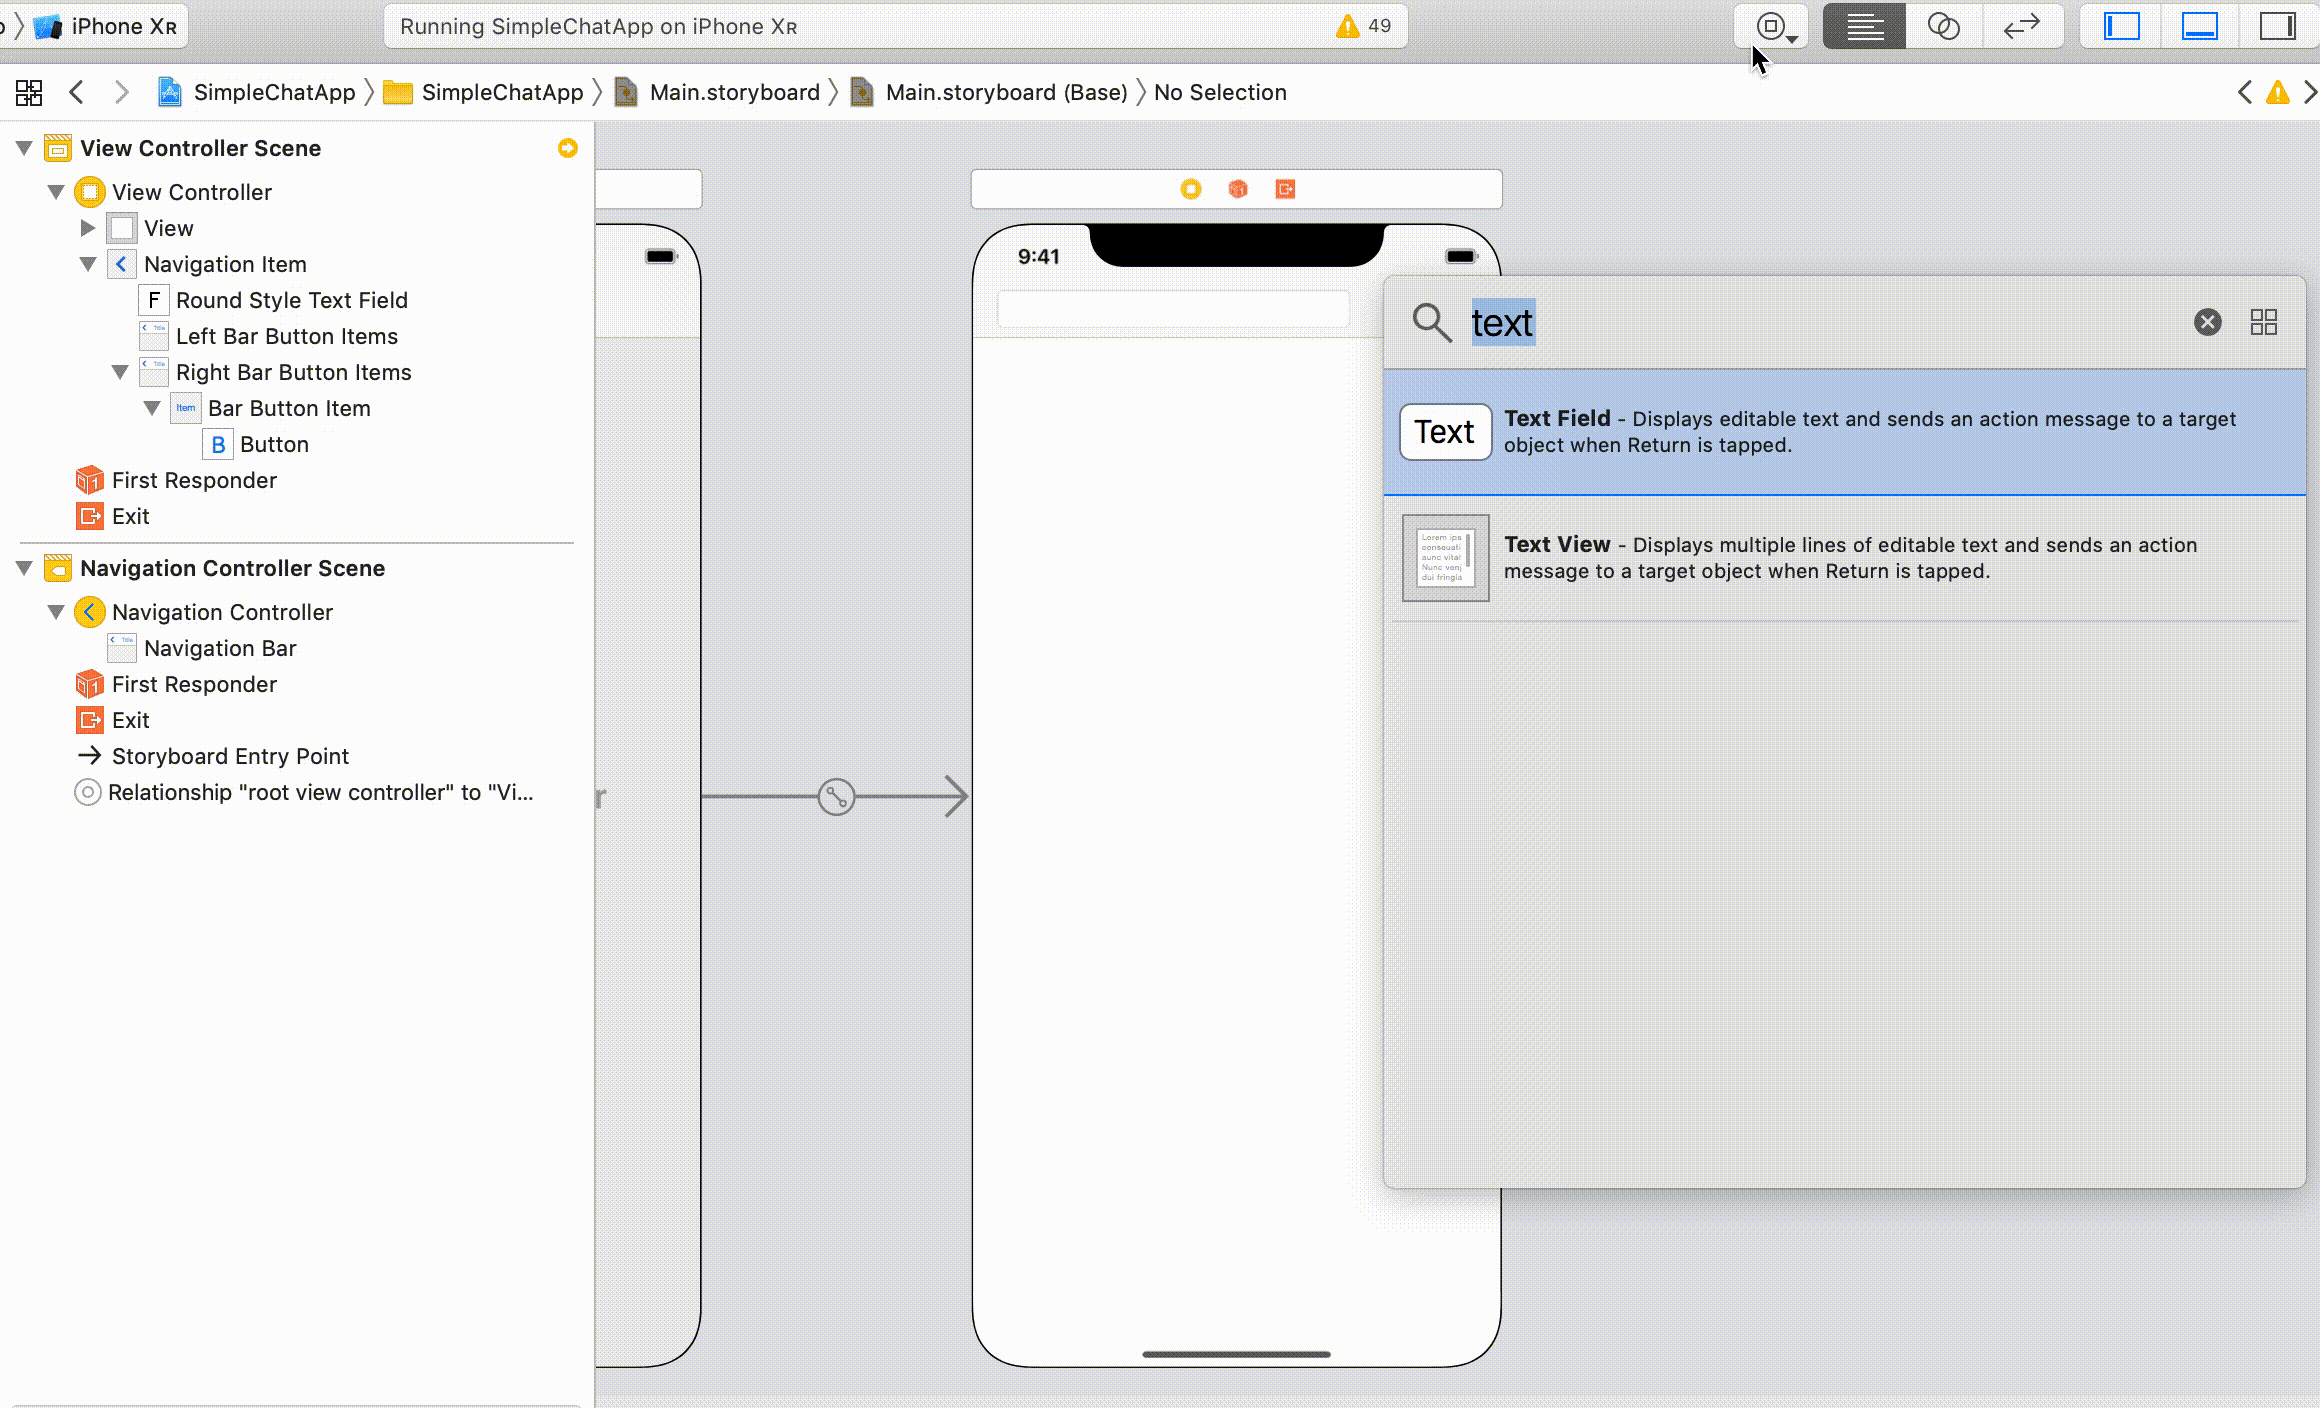 iPhone XR
Running SimpleChatApp on iPhone XR
49
SimpleChatApp
SimpleChatApp
Main.storyboard
Main.storyboard (Base)
No Selection
View Controller Scene
View Controller
View
Navigation Item
F Round Style Text Field
Left Bar Button Items
Right Bar Button Items
Item Bar Button Item
B Button
First Responder
Exit
Navigation Controller Scene
Navigation Controller
Navigation Bar
First Responder
Exit
Storyboard Entry Point
Relationship "root view controller" to "Vi...
r
9:41
text
Text
Text Field - Displays editable text and sends an action message to a target
object when Return is tapped.
Text View - Displays multiple lines of editable text and sends an action
message to a target object when Return is tapped.